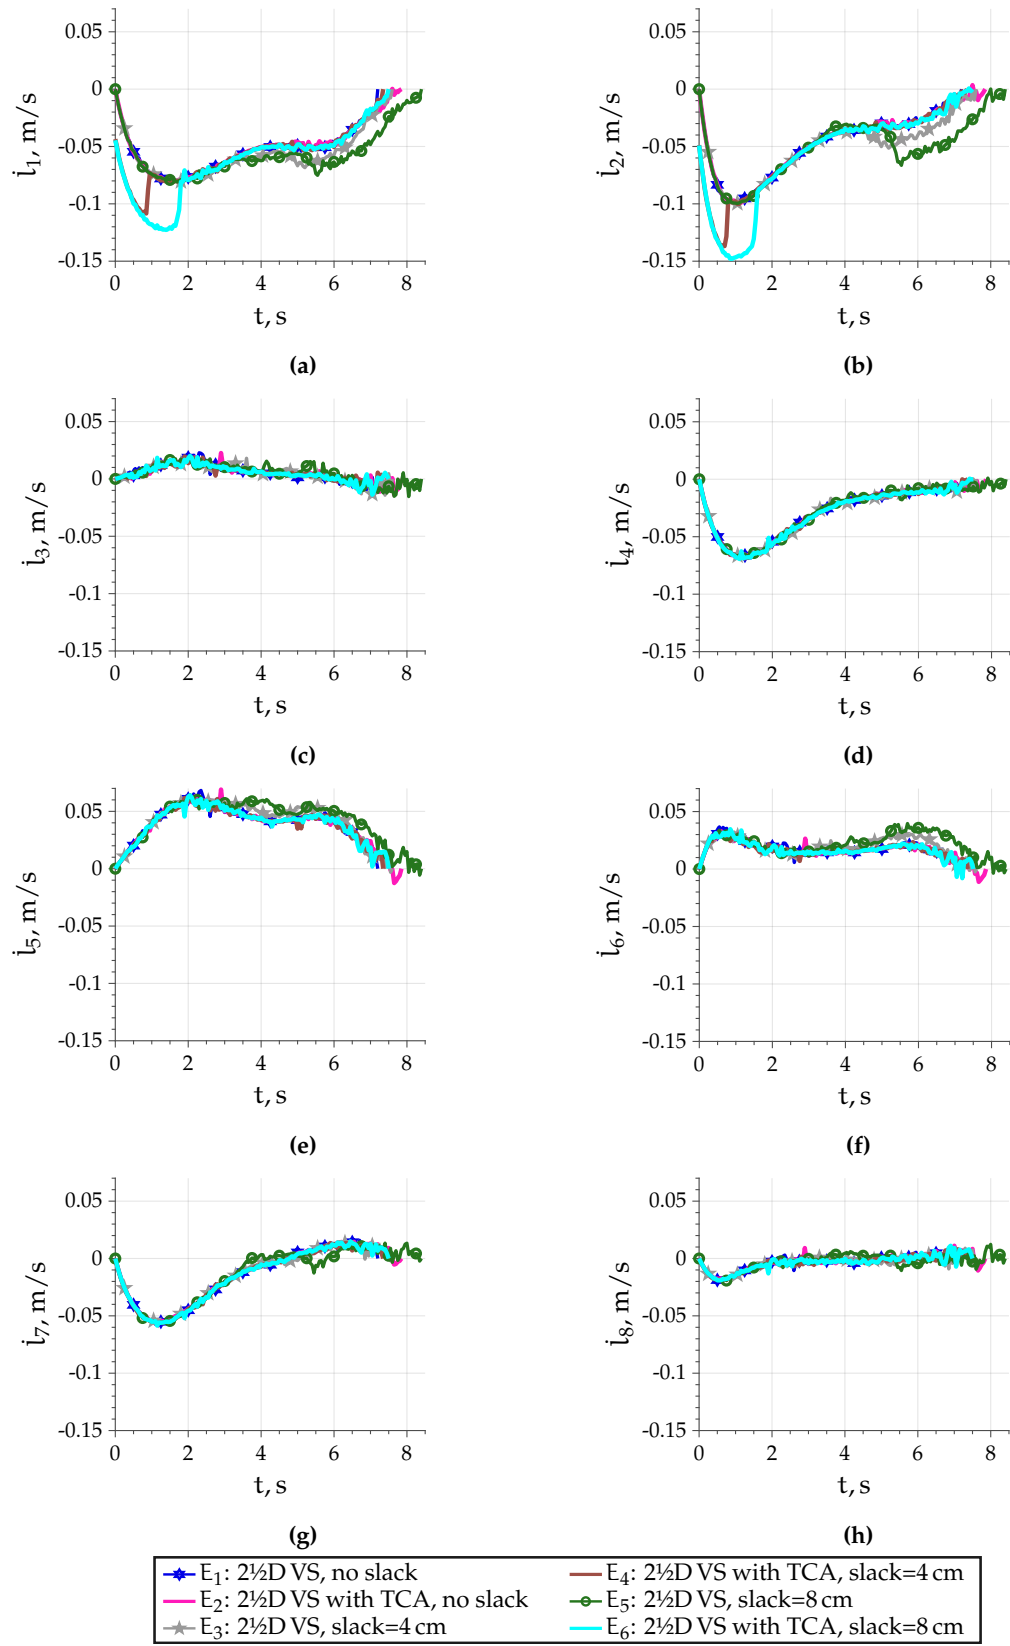 0.05
0
-0.05
-0.1
-0.15
0 2 4 6 8
l̇₁, m/s
t, s
(a)
0.05
0
-0.05
-0.1
-0.15
0 2 4 6 8
l̇₂, m/s
t, s
(b)
0.05
0
-0.05
-0.1
-0.15
0 2 4 6 8
l̇₃, m/s
t, s
(c)
0.05
0
-0.05
-0.1
-0.15
0 2 4 6 8
l̇₄, m/s
t, s
(d)
0.05
0
-0.05
-0.1
-0.15
0 2 4 6 8
l̇₅, m/s
t, s
(e)
0.05
0
-0.05
-0.1
-0.15
0 2 4 6 8
l̇₆, m/s
t, s
(f)
0.05
0
-0.05
-0.1
-0.15
0 2 4 6 8
l̇₇, m/s
t, s
(g)
0.05
0
-0.05
-0.1
-0.15
0 2 4 6 8
l̇₈, m/s
t, s
(h)
E₁: 2½D VS, no slack
E₂: 2½D VS with TCA, no slack
E₃: 2½D VS, slack=4 cm
E₄: 2½D VS with TCA, slack=4 cm
E₅: 2½D VS, slack=8 cm
E₆: 2½D VS with TCA, slack=8 cm